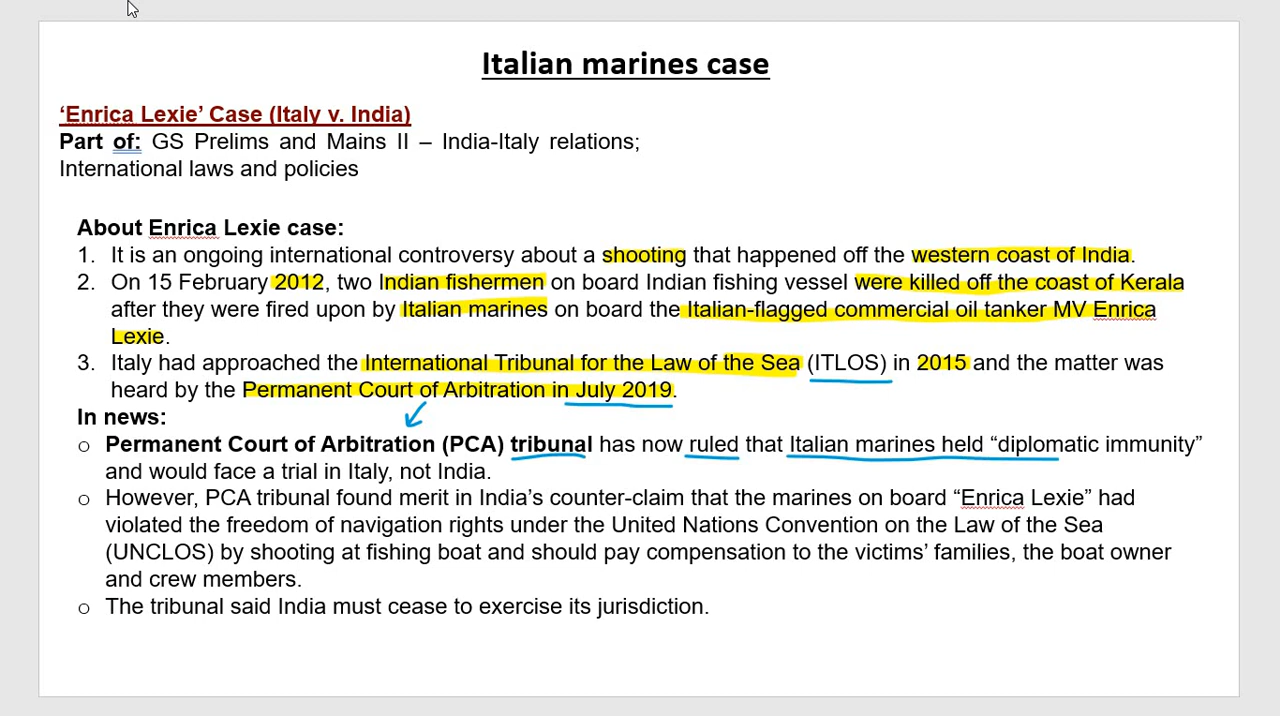 Italian marines case
‘Enrica Lexie’ Case (Italy v. India)
Part of: GS Prelims and Mains II – India-Italy relations;
International laws and policies
About Enrica Lexie case:
1. It is an ongoing international controversy about a shooting that happened off the western coast of India.
2. On 15 February 2012, two Indian fishermen on board Indian fishing vessel were killed off the coast of Kerala
after they were fired upon by Italian marines on board the Italian-flagged commercial oil tanker MV Enrica
Lexie.
3. Italy had approached the International Tribunal for the Law of the Sea (ITLOS) in 2015 and the matter was
heard by the Permanent Court of Arbitration in July 2019.
In news:
o Permanent Court of Arbitration (PCA) tribunal has now ruled that Italian marines held “diplomatic immunity”
and would face a trial in Italy, not India.
o However, PCA tribunal found merit in India’s counter-claim that the marines on board “Enrica Lexie” had
violated the freedom of navigation rights under the United Nations Convention on the Law of the Sea
(UNCLOS) by shooting at fishing boat and should pay compensation to the victims’ families, the boat owner
and crew members.
o The tribunal said India must cease to exercise its jurisdiction.